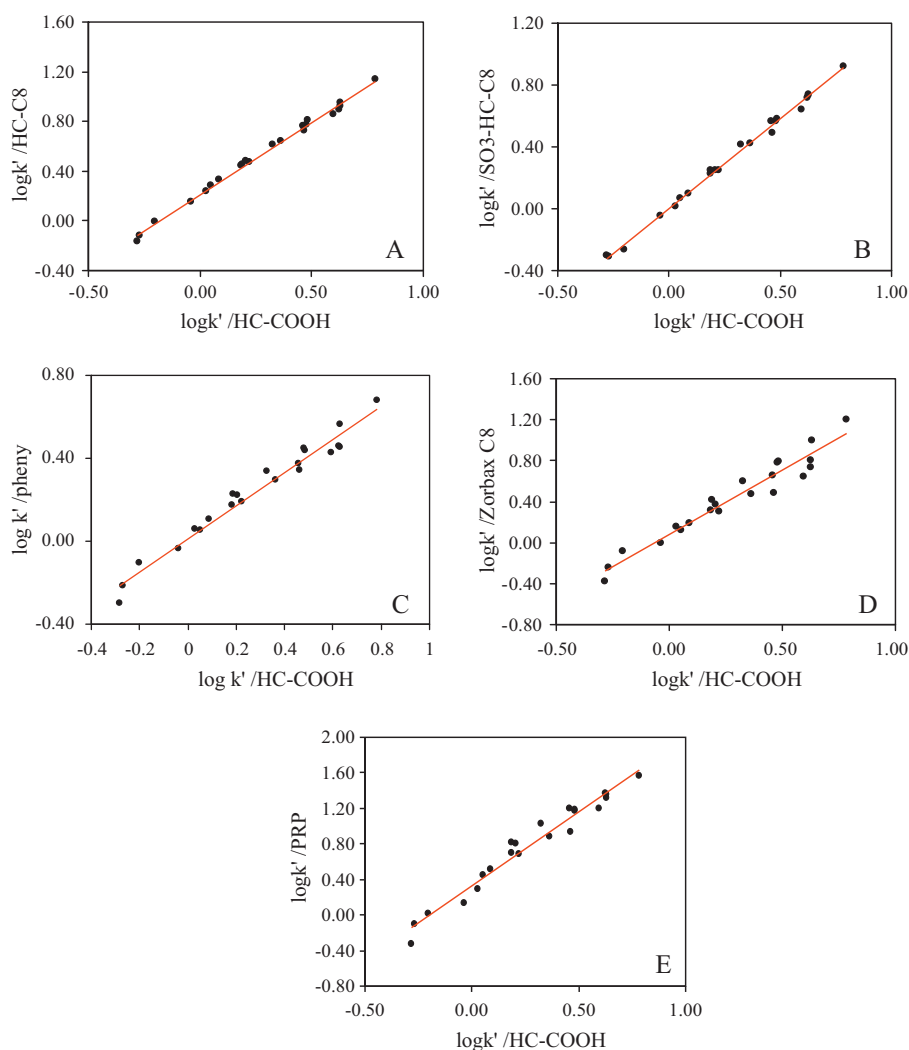 1.60
1.20
0.80
0.40
0.00
-0.40
-0.50 0.00 0.50 1.00
logk' /HC-C8
logk' /HC-COOH
A
1.20
0.80
0.40
0.00
-0.40
-0.50 0.00 0.50 1.00
logk' /SO3-HC-C8
logk' /HC-COOH
B
0.80
0.40
0.00
-0.40
-0.4 -0.2 0 0.2 0.4 0.6 0.8 1
log k' /pheny
log k' /HC-COOH
C
1.60
1.20
0.80
0.40
0.00
-0.40
-0.80
-0.50 0.00 0.50 1.00
logk' /Zorbax C8
logk' /HC-COOH
D
2.00
1.60
1.20
0.80
0.40
0.00
-0.40
-0.80
-0.50 0.00 0.50 1.00
logk' /PRP
logk' /HC-COOH
E